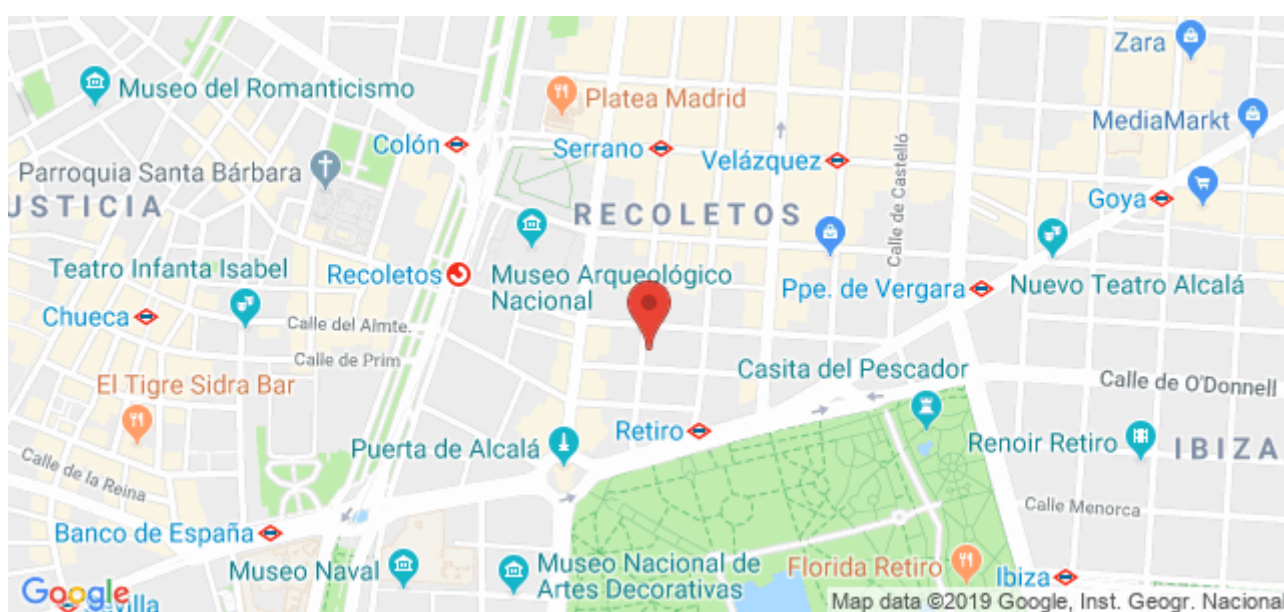 Zara
Museo del Romanticismo
Platea Madrid
MediaMarkt
Colón
Serrano
Velázquez
Parroquia Santa Bárbara
Calle de Castelló
Goya
USTICIA
RECOLETOS
Teatro Infanta Isabel
Recoletos
Museo Arqueológico
Nacional
Ppe. de Vergara
Nuevo Teatro Alcalá
Chueca
Calle del Almte.
Calle de Prim
Casita del Pescador
El Tigre Sidra Bar
Calle de O'Donnell
Retiro
Puerta de Alcalá
Renoir Retiro
IBIZA
Calle de la Reina
Calle Menorca
Banco de España
Museo Naval
Museo Nacional de
Artes Decorativas
Florida Retiro
Ibiza
Google
villa
Map data ©2019 Google, Inst. Geogr. Naciona